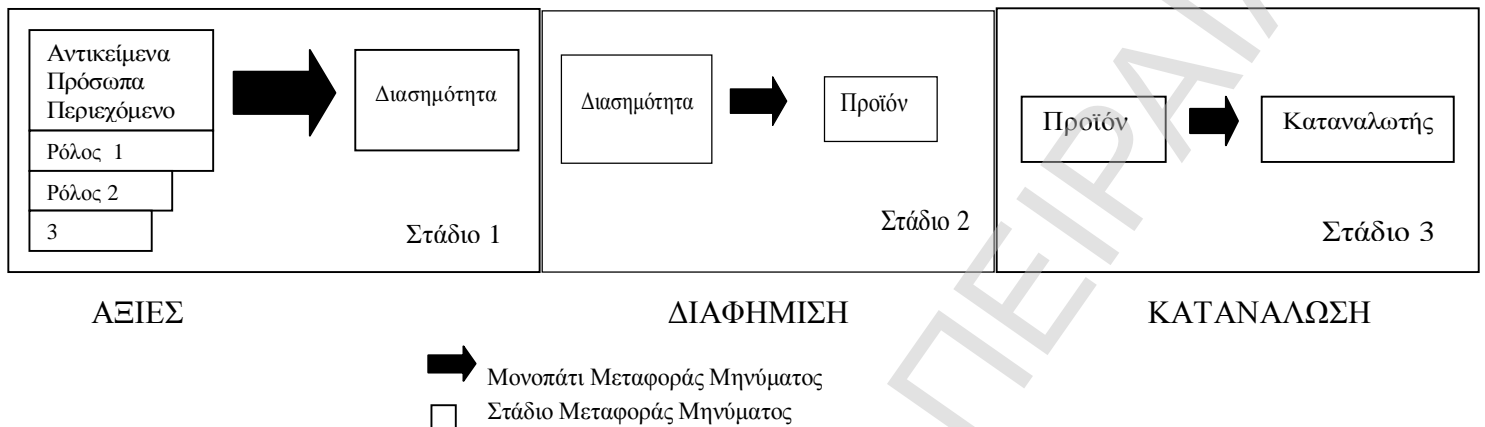 Αντικείμενα
Πρόσωπα
Περιεχόμενο
Ρόλος 1
Ρόλος 2
3
Διασημότητα
Στάδιο 1
Διασημότητα
Προϊόν
Στάδιο 2
Προϊόν
Καταναλωτής
Στάδιο 3
ΑΞΙΕΣ
ΔΙΑΦΗΜΙΣΗ
ΚΑΤΑΝΑΛΩΣΗ
Μονοπάτι Μεταφοράς Μηνύματος
Στάδιο Μεταφοράς Μηνύματος